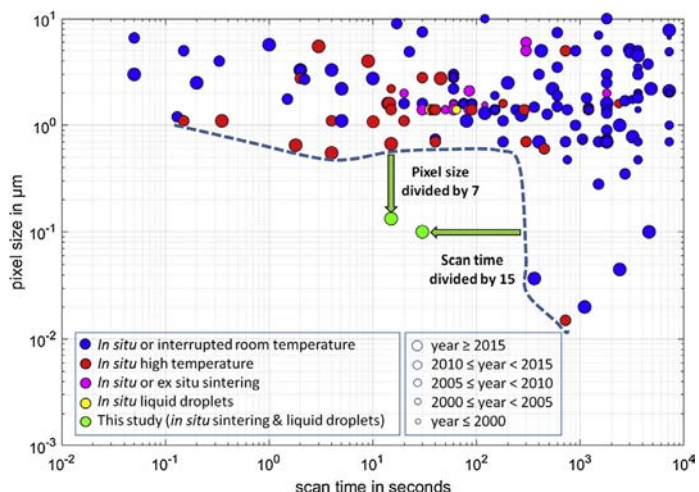 10¹
10⁰
10⁻¹
10⁻²
10⁻³
pixel size in μm
Pixel size
divided by 7
Scan time
divided by 15
In situ or interrupted room temperature
In situ high temperature
In situ or ex situ sintering
In situ liquid droplets
This study (in situ sintering & liquid droplets)
year ≥ 2015
2010 ≤ year < 2015
2005 ≤ year < 2010
2000 ≤ year < 2005
year ≤ 2000
10⁻² 10⁻¹ 10⁰ 10¹ 10² 10³ 10⁴
scan time in seconds